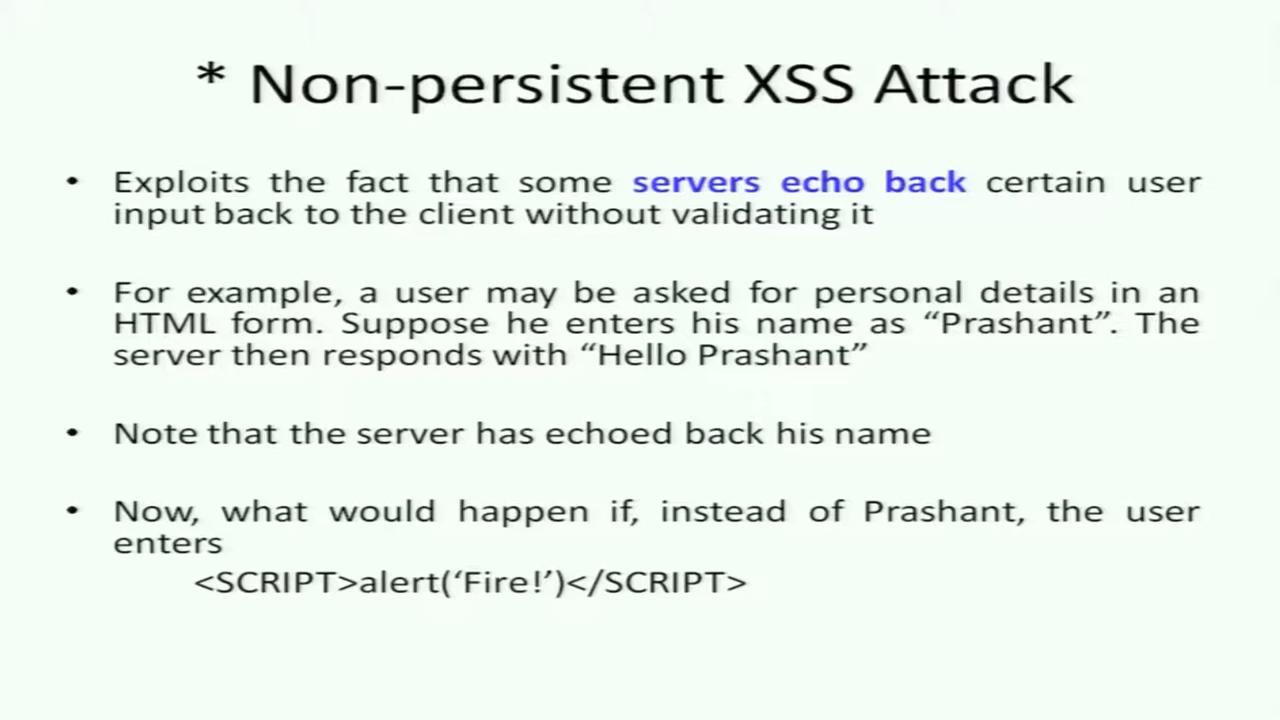 * Non-persistent XSS Attack
• Exploits the fact that some servers echo back certain user
input back to the client without validating it
• For example, a user may be asked for personal details in an
HTML form. Suppose he enters his name as “Prashant”. The
server then responds with “Hello Prashant”
• Note that the server has echoed back his name
• Now, what would happen if, instead of Prashant, the user
enters
<SCRIPT>alert(‘Fire!’)</SCRIPT>